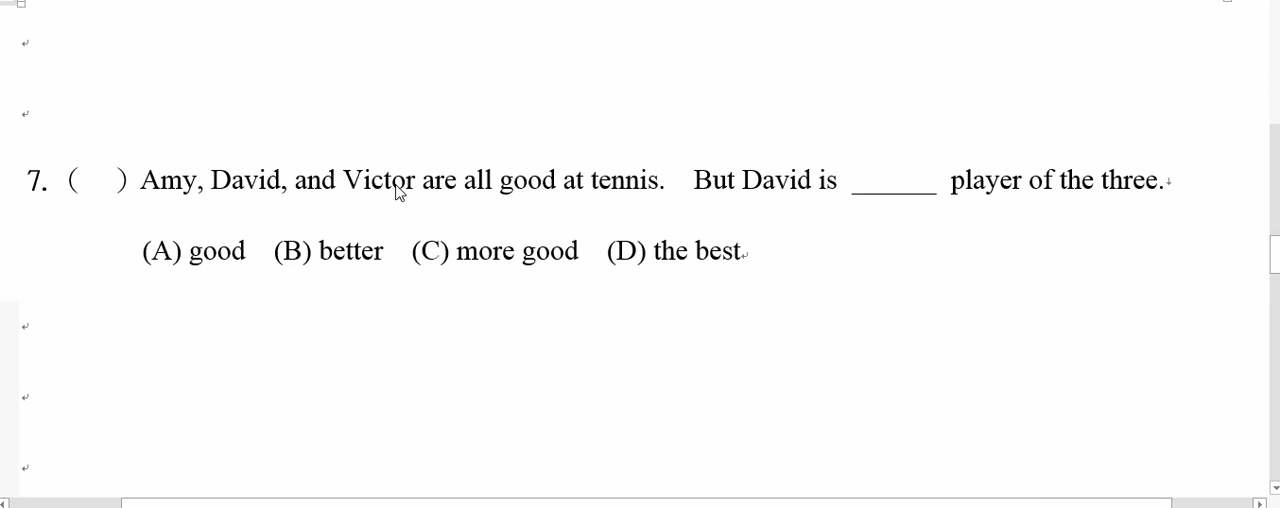 7. (    ) Amy, David, and Victor are all good at tennis.  But David is ______ player of the three.
(A) good  (B) better  (C) more good  (D) the best